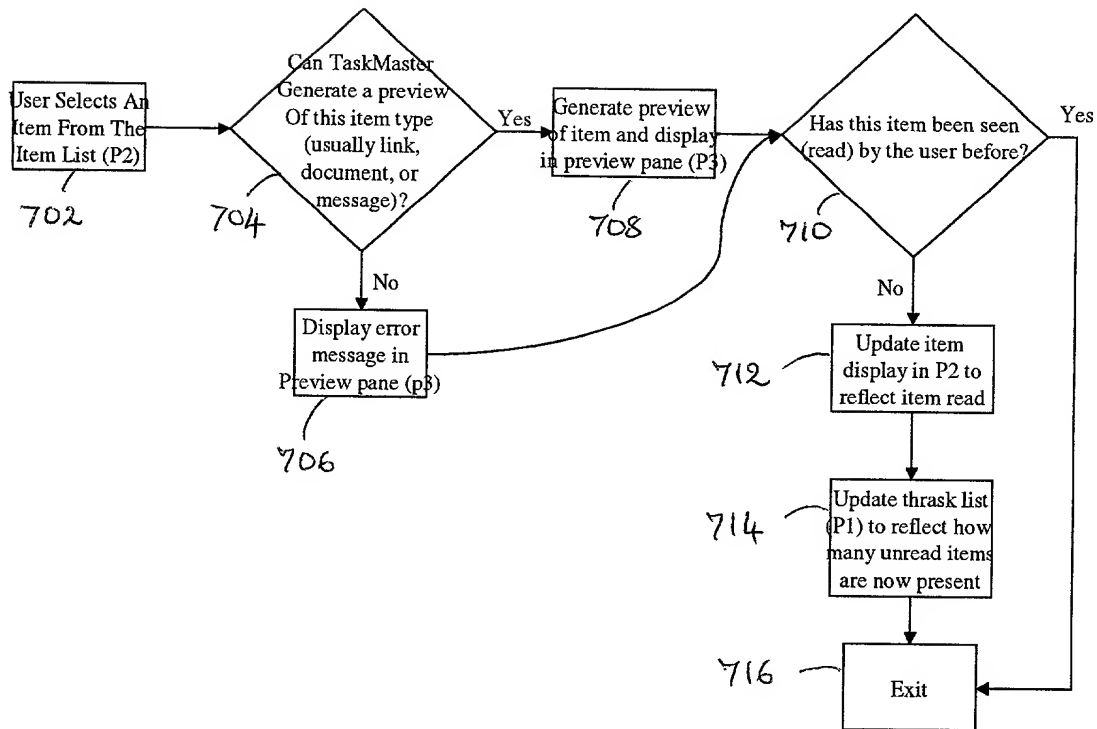 User Selects An
Item From The
Item List (P2)
702
Can TaskMaster
Generate a preview
Of this item type
(usually link,
document, or
message)?
704
Yes
No
Display error
message in
Preview pane (p3)
706
Generate preview
of item and display
in preview pane (P3)
708
Has this item been seen
(read) by the user before?
710
Yes
No
Update item
display in P2 to
reflect item read
712
Update thrask list
(P1) to reflect how
many unread items
are now present
714
Exit
716